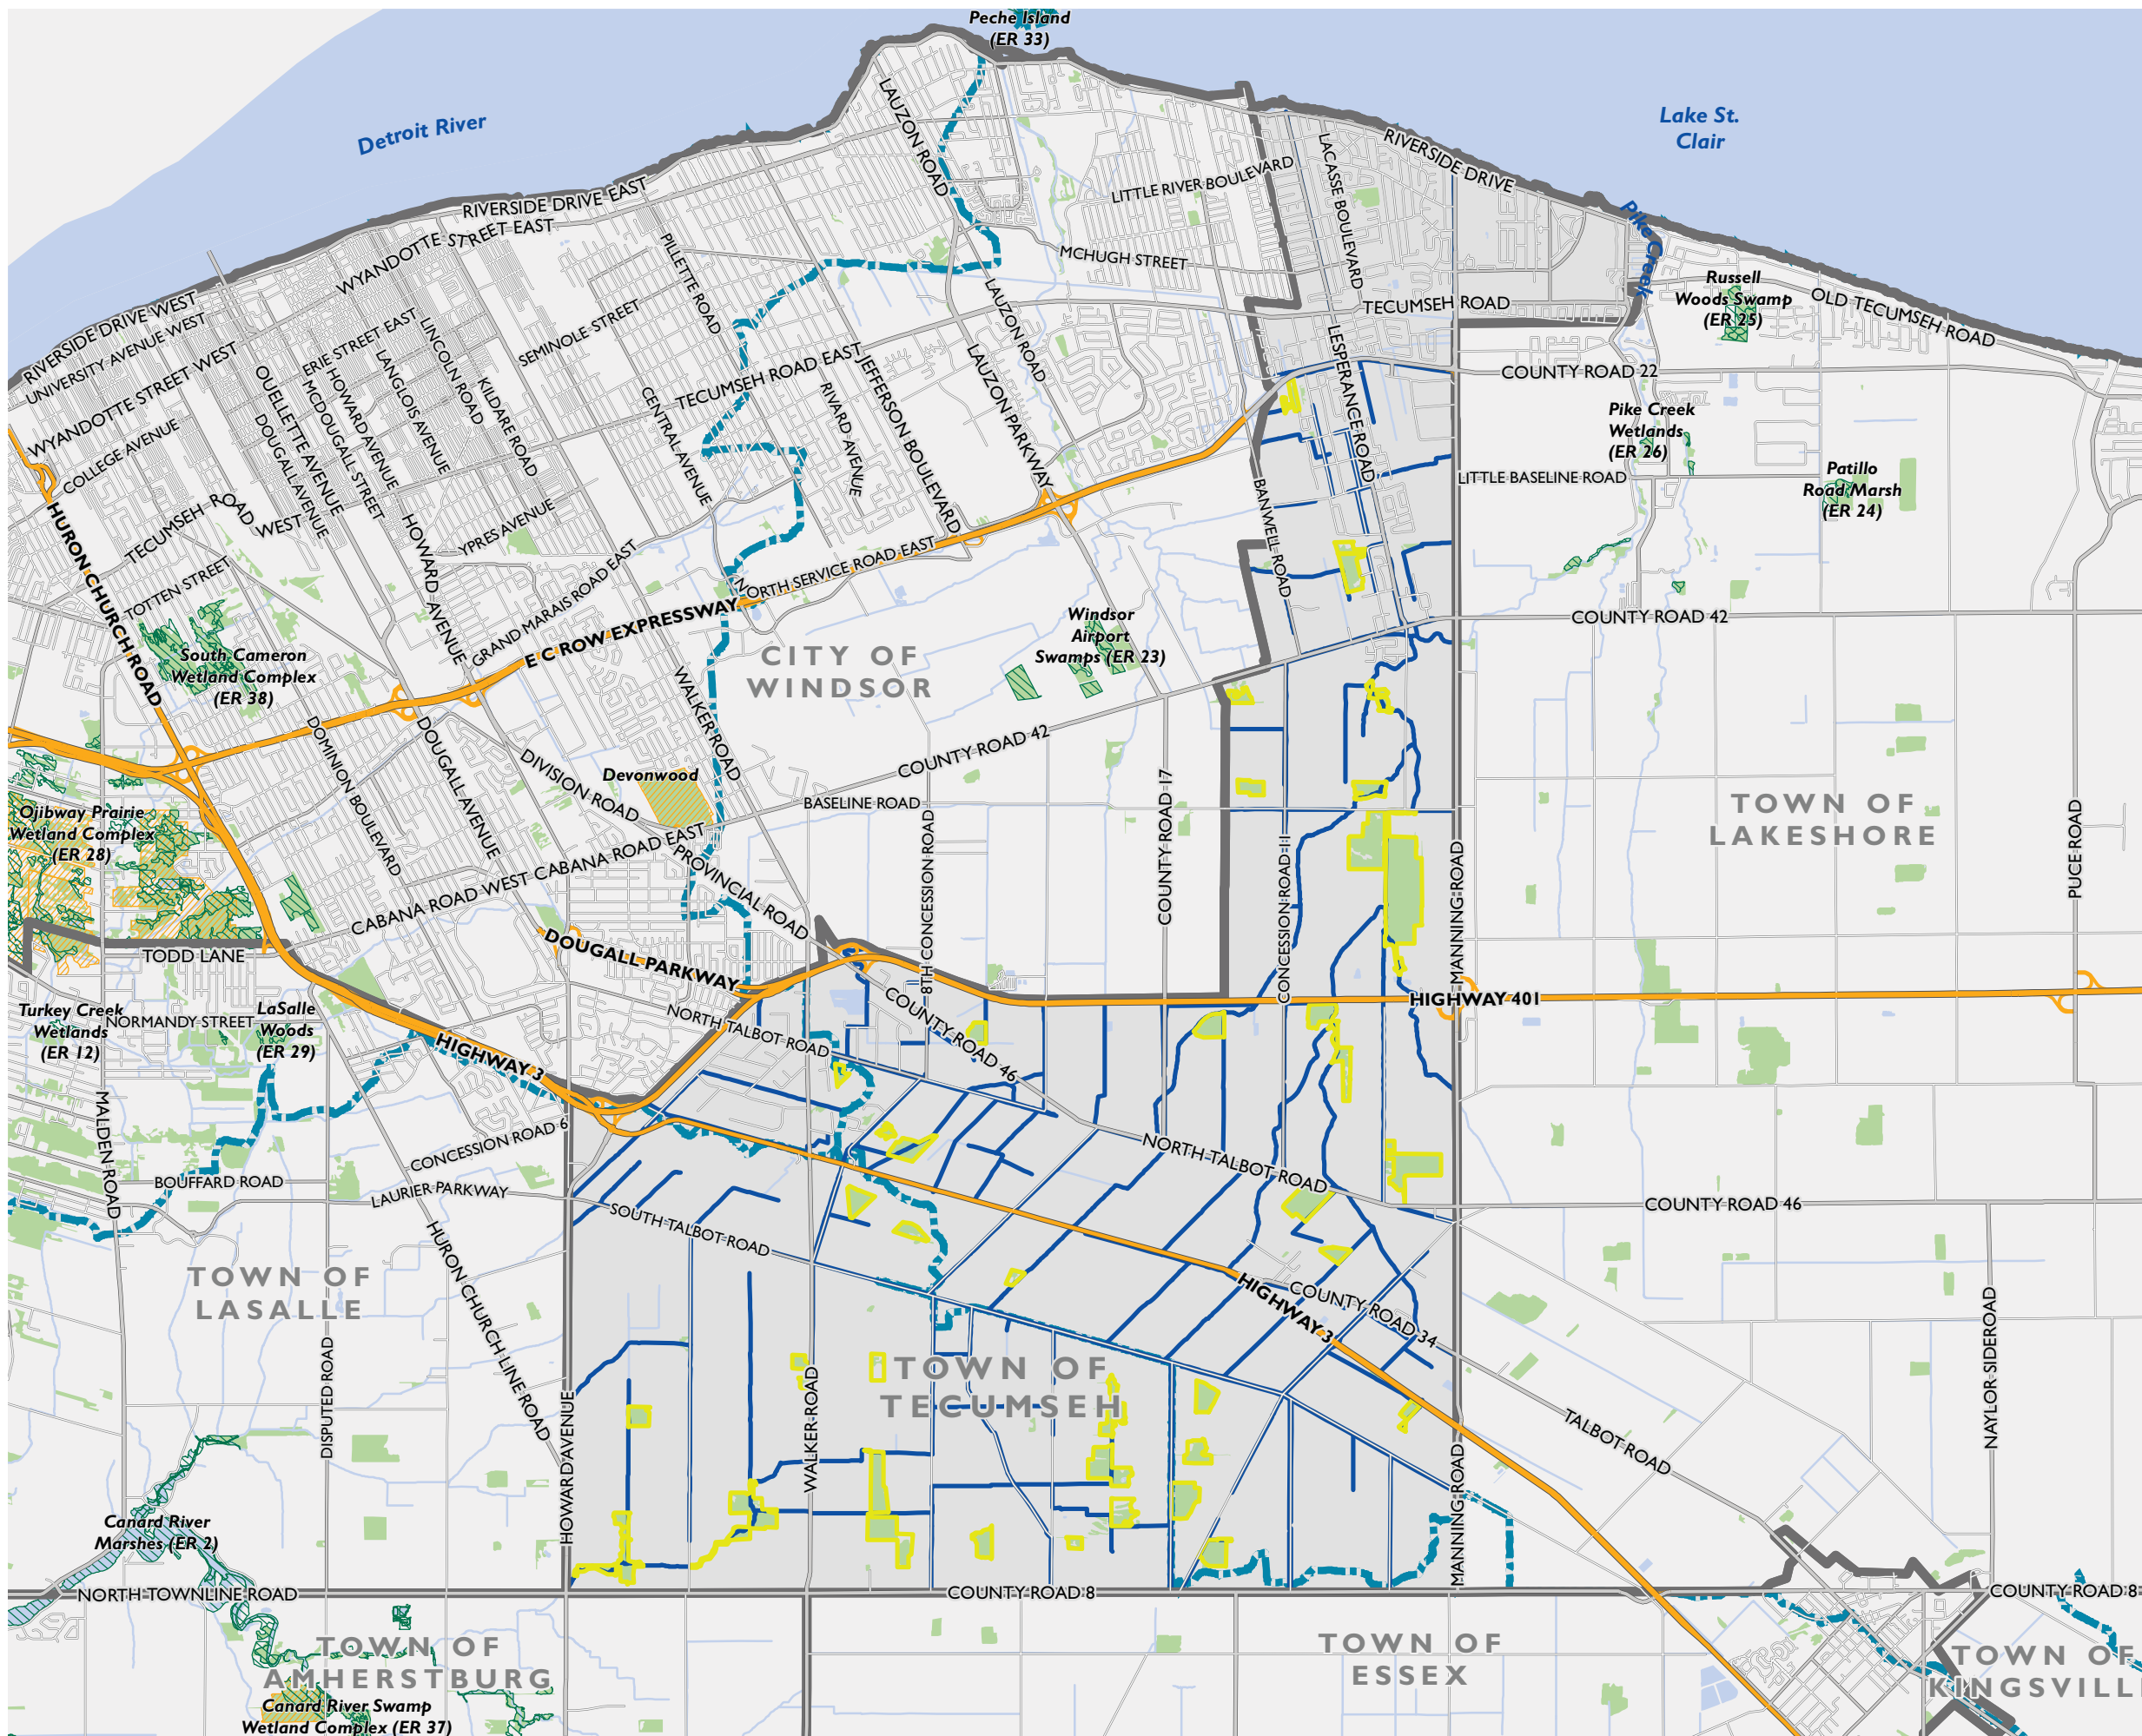 Peche Island
(ER 33)
Detroit River
Lake St.
Clair
LAUZON ROAD
RIVERSIDE DRIVE
LACASSE BOULEVARD
LITTLE RIVER BOULEVARD
RIVERSIDE DRIVE EAST
WYANDOTTE STREET EAST
PILLETTE ROAD
MCHUGH STREET
Pike Creek
Russell
Woods Swamp
(ER 25)
OLD TECUMSEH ROAD
TECUMSEH ROAD
RIVERSIDE DRIVE WEST
UNIVERSITY AVENUE WEST
WYANDOTTE STREET WEST
ERIE STREET EAST
LINCOLN ROAD
SEMINOLE STREET
LAUZON ROAD
LAUZON PARKWAY
LESPERANCE ROAD
COUNTY ROAD 22
TECUMSEH ROAD EAST
JEFFERSON BOULEVARD
RIVARD AVENUE
CENTRAL AVENUE
KILDARE ROAD
LANGLOIS AVENUE
HOWARD AVENUE
MCDOUGALL STREET
OUELLETTE AVENUE
DOUGALL AVENUE
COLLEGE AVENUE
Pike Creek
Wetlands
(ER 26)
LITTLE BASELINE ROAD
Patillo
Road Marsh
(ER 24)
BANWELL ROAD
HURON CHURCH ROAD
TECUMSEH ROAD
WEST
HOWARD AVENUE
YPRES AVENUE
TOTTEN STREET
GRAND MARAIS ROAD EAST
NORTH SERVICE ROAD EAST
E C ROW EXPRESSWAY
CITY OF
WINDSOR
Windsor
Airport
Swamps (ER 23)
COUNTY ROAD 42
South Cameron
Wetland Complex
(ER 38)
WALKER ROAD
DOMINION BOULEVARD
DOUGALL AVENUE
DIVISION ROAD
Devonwood
COUNTY ROAD 42
BASELINE ROAD
COUNTY ROAD 17
TOWN OF
LAKESHORE
PUCE ROAD
Ojibway Prairie
Wetland Complex
(ER 28)
CABANA ROAD WEST
CABANA ROAD EAST
PROVINCIAL ROAD
8TH CONCESSION ROAD
CONCESSION ROAD 11
MANNING ROAD
TODD LANE
DOUGALL PARKWAY
HIGHWAY 401
Turkey Creek
Wetlands
(ER 12)
NORMANDY STREET
LaSalle
Woods
(ER 29)
HIGHWAY 3
NORTH TALBOT ROAD
COUNTY ROAD 46
MALDEN ROAD
CONCESSION ROAD 6
BOUFFARD ROAD
LAURIER PARKWAY
NORTH TALBOT ROAD
COUNTY ROAD 46
SOUTH TALBOT ROAD
HURON CHURCH LINE ROAD
TOWN OF
LASALLE
DISPUTED ROAD
HIGHWAY 3
COUNTY ROAD 34
TOWN OF
TECUMSEH
HOWARD AVENUE
WALKER ROAD
MANNING ROAD
TALBOT ROAD
NAYLOR SIDEROAD
Canard River
Marshes (ER 2)
NORTH TOWNLINE ROAD
COUNTY ROAD 8
COUNTY ROAD 8
TOWN OF
AMHERSTBURG
Canard River Swamp
Wetland Complex (ER 37)
TOWN OF
ESSEX
TOWN OF
KINGSVILL